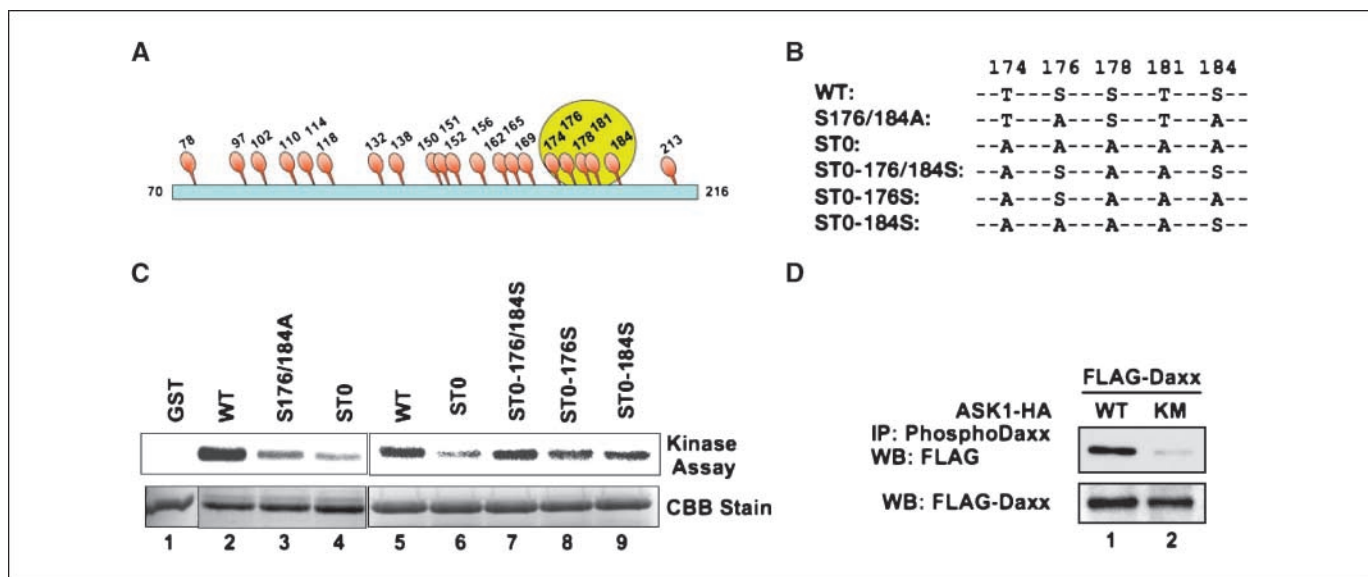 A
78 97 102 110 114 118 132 138 150 151 152 156 162 165 169 174 176 178 181 184 213
70 216
B
174 176 178 181 184
WT: --T---S---S---T---S--
S176/184A: --T---A---S---T---A--
ST0: --A---A---A---A---A--
ST0-176/184S: --A---S---A---A---S--
ST0-176S: --A---S---A---A---A--
ST0-184S: --A---A---A---A---S--
C
GST WT S176/184A ST0 WT ST0 ST0-176/184S ST0-176S ST0-184S
Kinase
Assay
CBB Stain
1 2 3 4 5 6 7 8 9
D
FLAG-Daxx
ASK1-HA WT KM
IP: PhosphoDaxx
WB: FLAG
WB: FLAG-Daxx
1 2